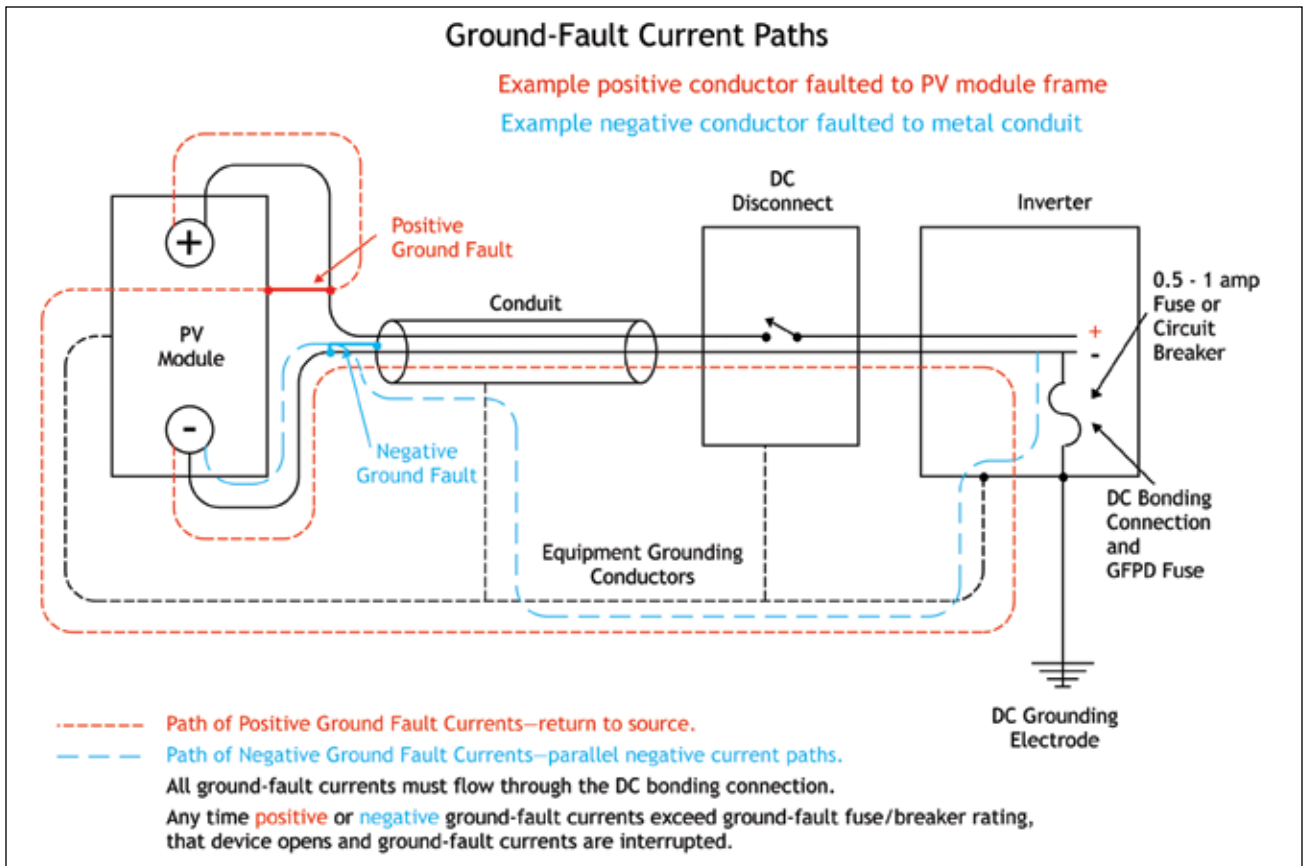 Ground-Fault Current Paths
Example positive conductor faulted to PV module frame
Example negative conductor faulted to metal conduit
DC
Disconnect
Inverter
+
Positive
Ground Fault
0.5 - 1 amp
Fuse or
Circuit
Breaker
Conduit
PV
Module
+
-
-
Negative
Ground Fault
DC Bonding
Connection
and
GFPD Fuse
Equipment Grounding
Conductors
DC Grounding
Electrode
Path of Positive Ground Fault Currents—return to source.
Path of Negative Ground Fault Currents—parallel negative current paths.
All ground-fault currents must flow through the DC bonding connection.
Any time positive or negative ground-fault currents exceed ground-fault fuse/breaker rating,
that device opens and ground-fault currents are interrupted.